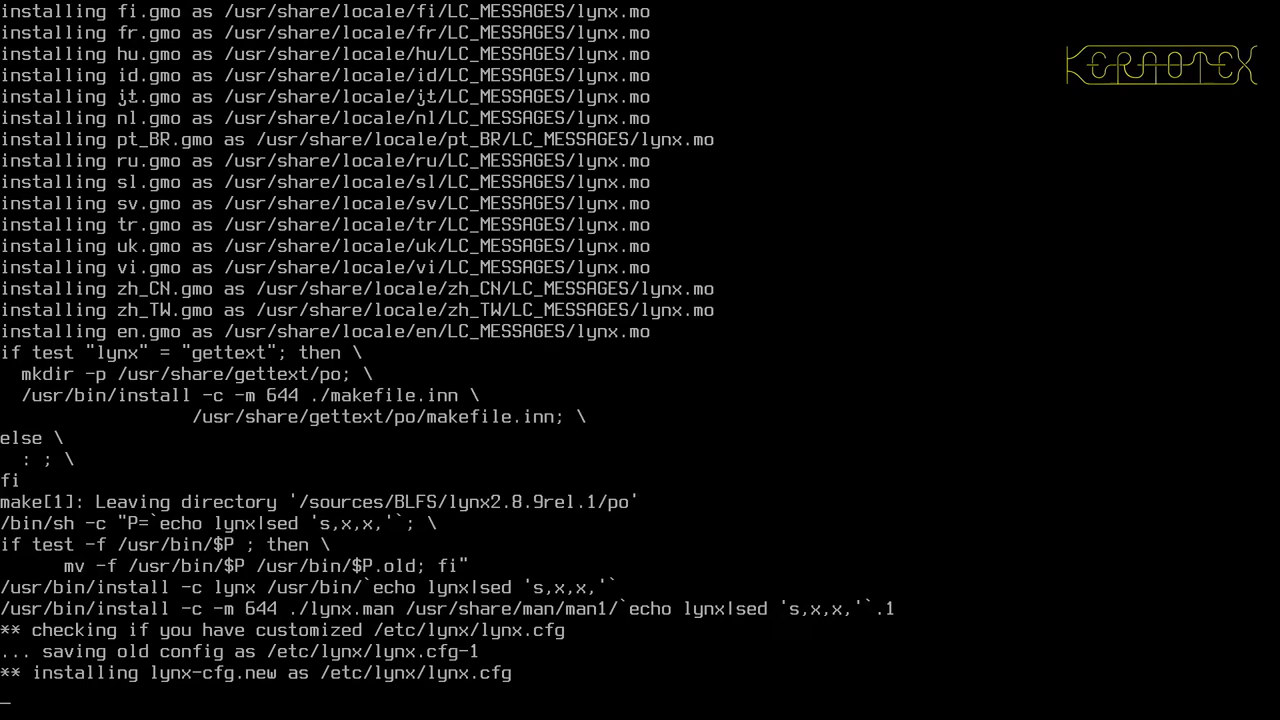 installing fi.gmo as /usr/share/locale/fi/LC_MESSAGES/lynx.mo
installing fr.gmo as /usr/share/locale/fr/LC_MESSAGES/lynx.mo
installing hu.gmo as /usr/share/locale/hu/LC_MESSAGES/lynx.mo
installing id.gmo as /usr/share/locale/id/LC_MESSAGES/lynx.mo
installing it.gmo as /usr/share/locale/it/LC_MESSAGES/lynx.mo
installing nl.gmo as /usr/share/locale/nl/LC_MESSAGES/lynx.mo
installing pt_BR.gmo as /usr/share/locale/pt_BR/LC_MESSAGES/lynx.mo
installing ru.gmo as /usr/share/locale/ru/LC_MESSAGES/lynx.mo
installing sl.gmo as /usr/share/locale/sl/LC_MESSAGES/lynx.mo
installing sv.gmo as /usr/share/locale/sv/LC_MESSAGES/lynx.mo
installing tr.gmo as /usr/share/locale/tr/LC_MESSAGES/lynx.mo
installing uk.gmo as /usr/share/locale/uk/LC_MESSAGES/lynx.mo
installing vi.gmo as /usr/share/locale/vi/LC_MESSAGES/lynx.mo
installing zh_CN.gmo as /usr/share/locale/zh_CN/LC_MESSAGES/lynx.mo
installing zh_TW.gmo as /usr/share/locale/zh_TW/LC_MESSAGES/lynx.mo
installing en.gmo as /usr/share/locale/en/LC_MESSAGES/lynx.mo
if test "lynx" = "gettext"; then \
  mkdir -p /usr/share/gettext/po; \
  /usr/bin/install -c -m 644 ./makefile.inn \
                  /usr/share/gettext/po/makefile.inn; \
else \
  : ; \
fi
make[1]: Leaving directory '/sources/BLFS/lynx2.8.9rel.1/po'
/bin/sh -c "P=`echo lynx|sed 's,x,x,'`; \
if test -f /usr/bin/$P ; then \
      mv -f /usr/bin/$P /usr/bin/$P.old; fi"
/usr/bin/install -c lynx /usr/bin/`echo lynx|sed 's,x,x,'`
/usr/bin/install -c -m 644 ./lynx.man /usr/share/man/man1/`echo lynx|sed 's,x,x,'`.1
** checking if you have customized /etc/lynx/lynx.cfg
... saving old config as /etc/lynx/lynx.cfg-1
** installing lynx-cfg.new as /etc/lynx/lynx.cfg